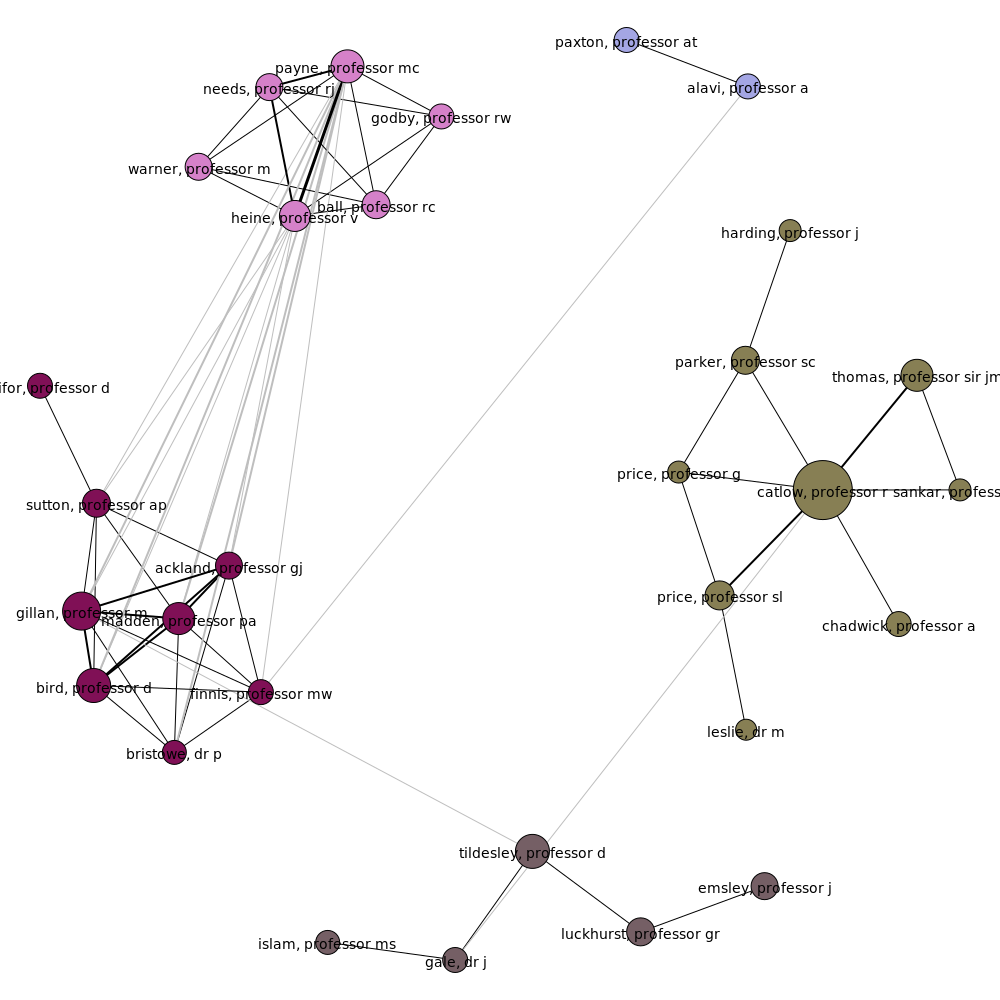 paxton, professor at
payne, professor mc
alavi, professor a
needs, professor rj
godby, professor rw
warner, professor m
ball, professor rc
heine, professor v
harding, professor j
parker, professor sc
thomas, professor sir jm
ifor, professor d
price, professor g
catlow, professor r
sankar, profess
sutton, professor ap
ackland, professor gj
price, professor sl
gillan, professor m
madden, professor pa
chadwick, professor a
bird, professor d
finnis, professor mw
leslie, dr m
bristowe, dr p
tildesley, professor d
emsley, professor j
luckhurst, professor gr
islam, professor ms
gale, dr j